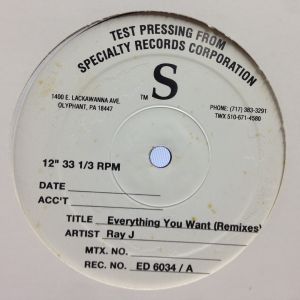 TEST PRESSING FROM
SPECIALTY RECORDS CORPORATION
S
TM
1400 E. LACKAWANNA AVE.
OLYPHANT, PA 18447
PHONE: (717) 383-3291
TWX 510-671-4580
12" 33 1/3 RPM
DATE
ACC'T
TITLE Everything You Want (Remixes)
ARTIST Ray J
MTX. NO.
REC. NO. ED 6034 / A